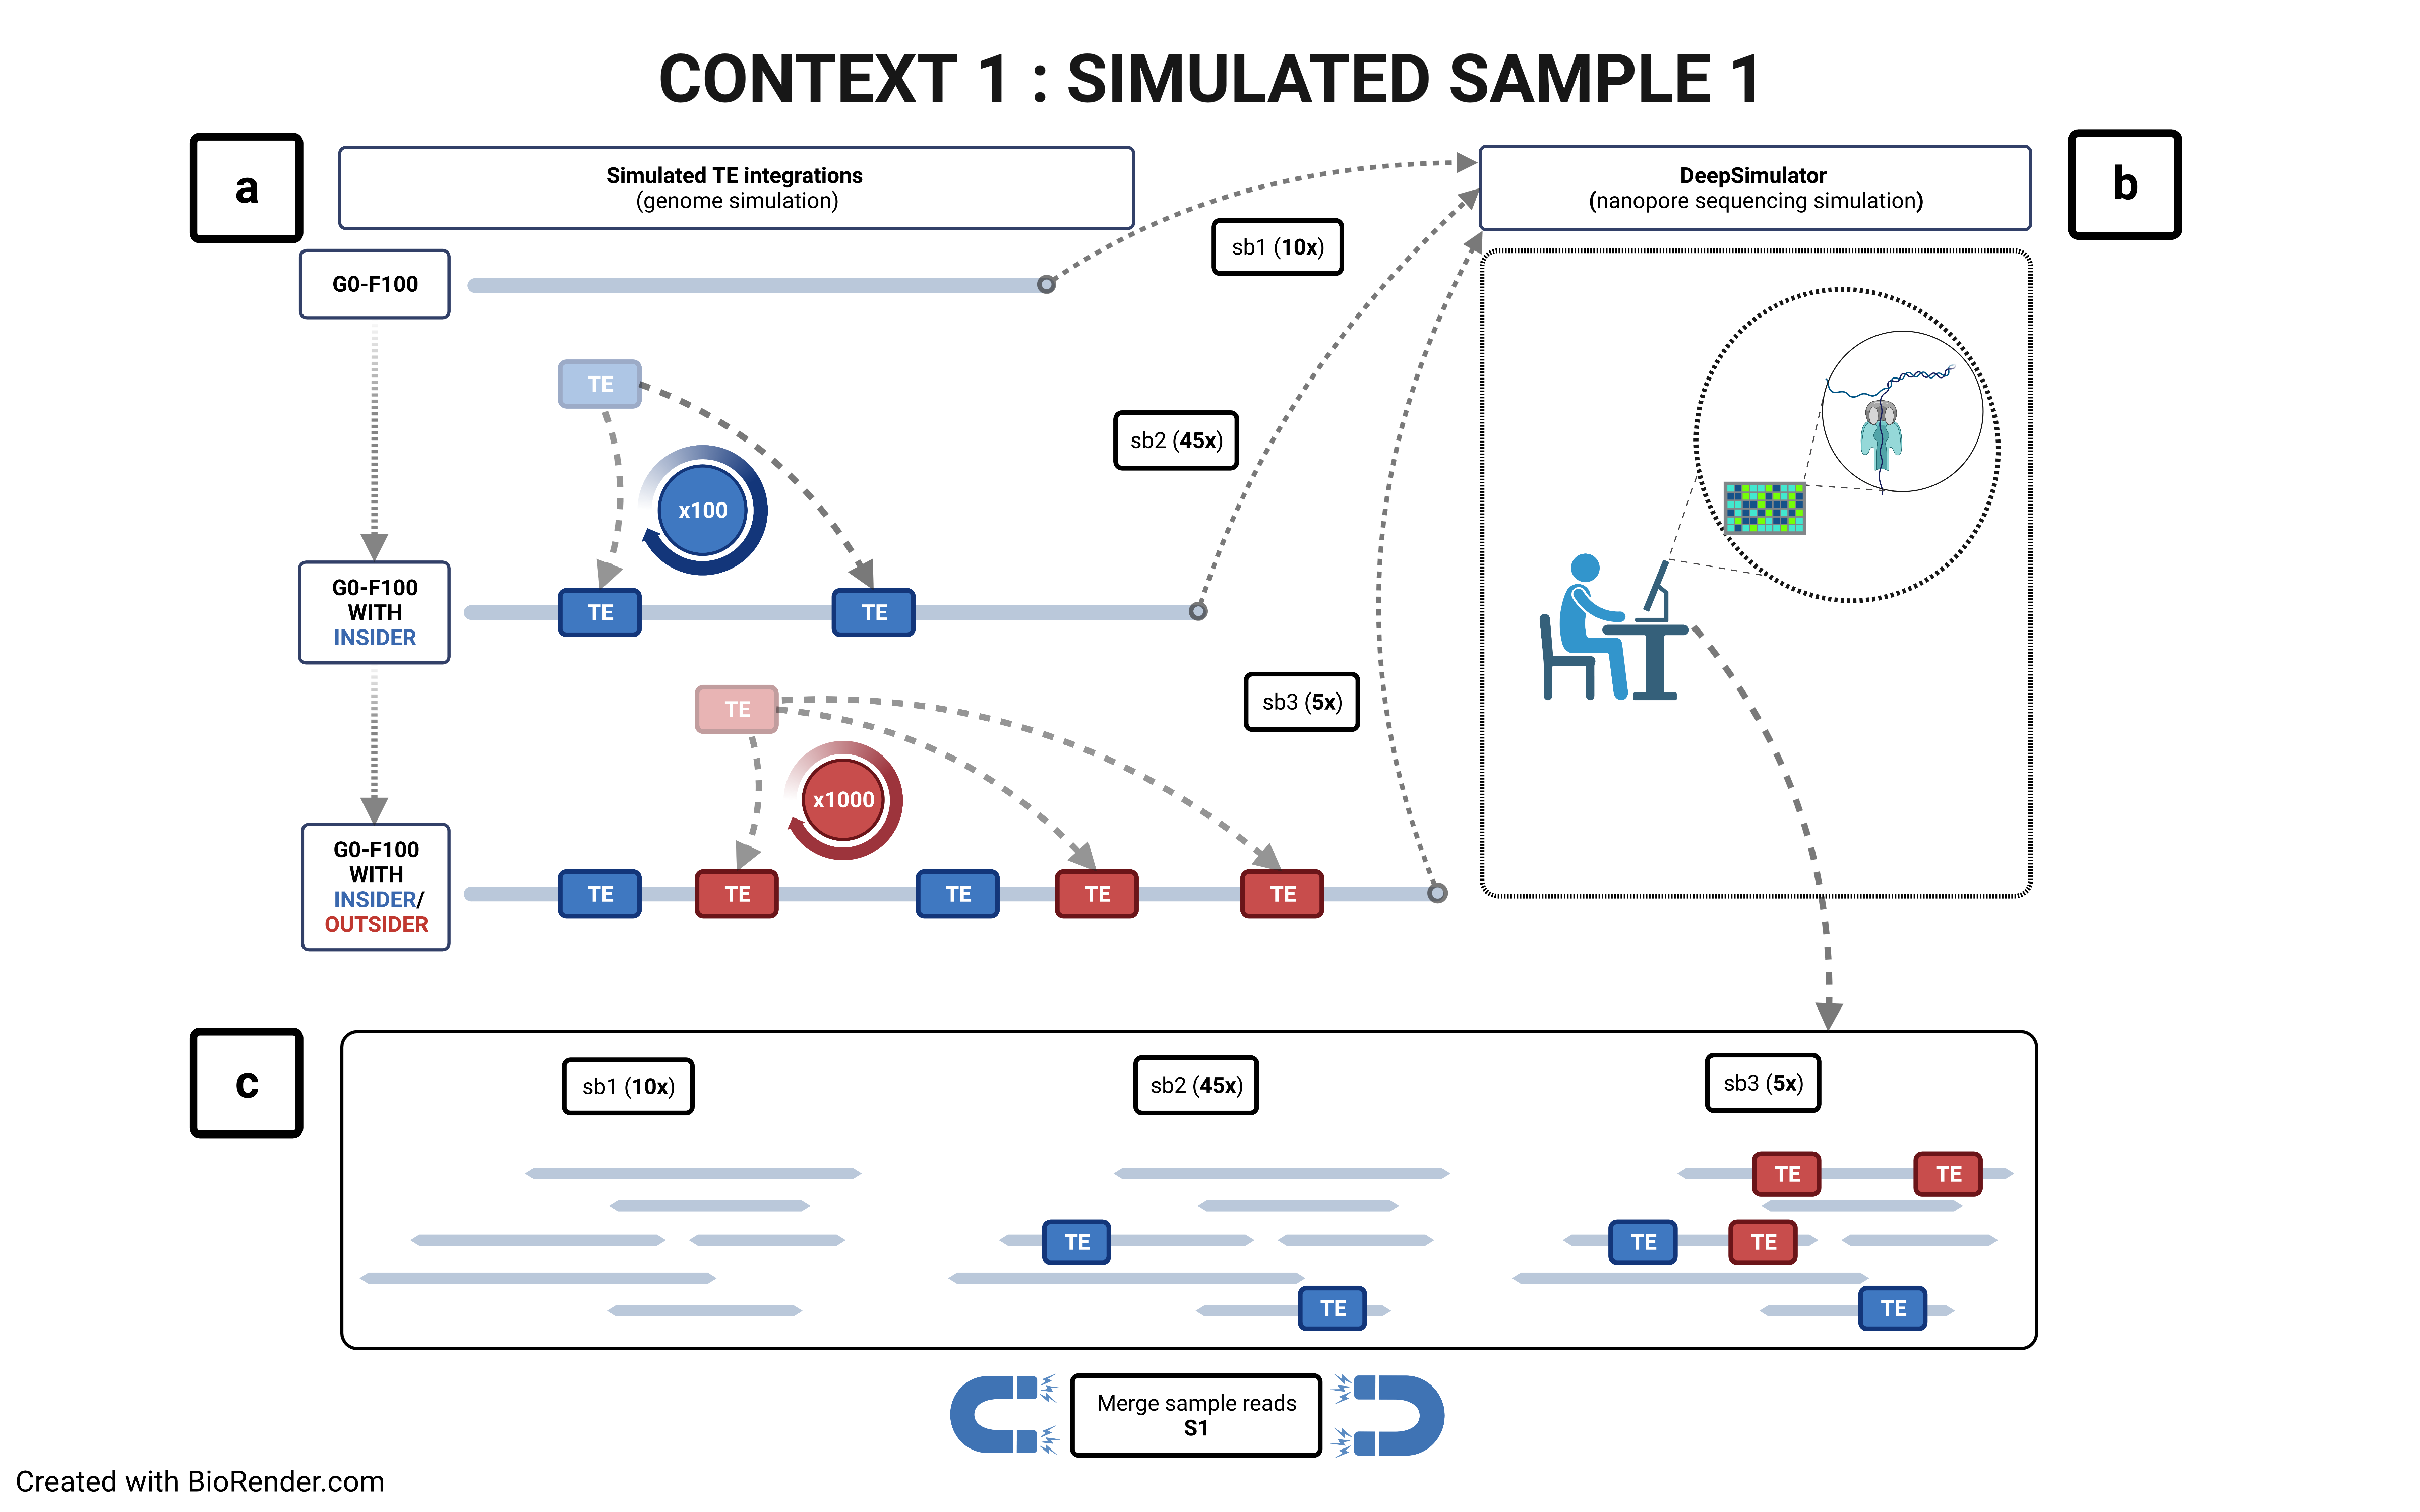 CONTEXT 1 : SIMULATED SAMPLE 1
a
Simulated TE integrations
(genome simulation)
DeepSimulator
(nanopore sequencing simulation)
b
sb1 (10x)
G0-F100
TE
sb2 (45x)
x100
G0-F100
WITH
INSIDER
TE
TE
TE
sb3 (5x)
x1000
G0-F100
WITH
INSIDER/
OUTSIDER
TE
TE
TE
TE
TE
c
sb1 (10x)
sb2 (45x)
sb3 (5x)
TE
TE
TE
TE
TE
TE
TE
Merge sample reads
S1
Created with BioRender.com